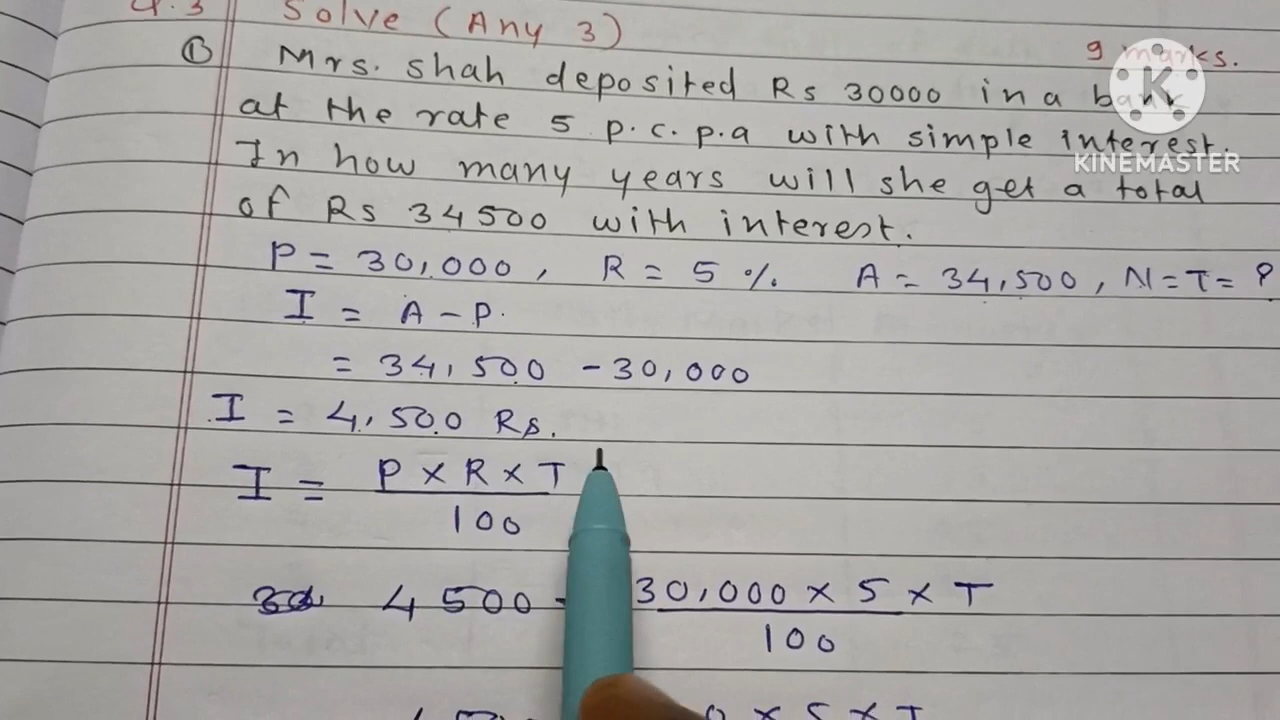 Q.3 Solve (Any 3)
9 marks.
① Mrs. shah deposited Rs 30000 in a bank
at the rate 5 p.c.p.a with simple interest.
In how many years will she get a total
of Rs 34500 with interest.
P = 30,000, R = 5 % A = 34,500, N=T= ?
I = A - P.
= 34,500 - 30,000
I = 4,500 Rs.
I = P × R × T
100
4500 30,000 × 5 × T
100
× 5 × T
K
KINEMASTER